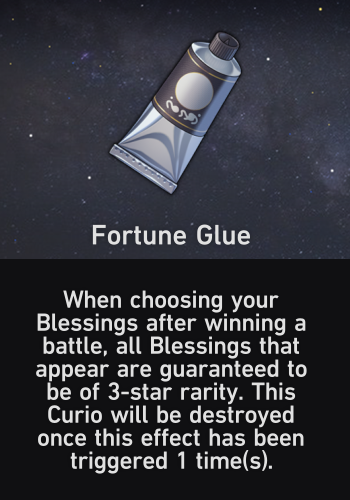 Fortune Glue
When choosing your
Blessings after winning a
battle, all Blessings that
appear are guaranteed to
be of 3-star rarity. This
Curio will be destroyed
once this effect has been
triggered 1 time(s).